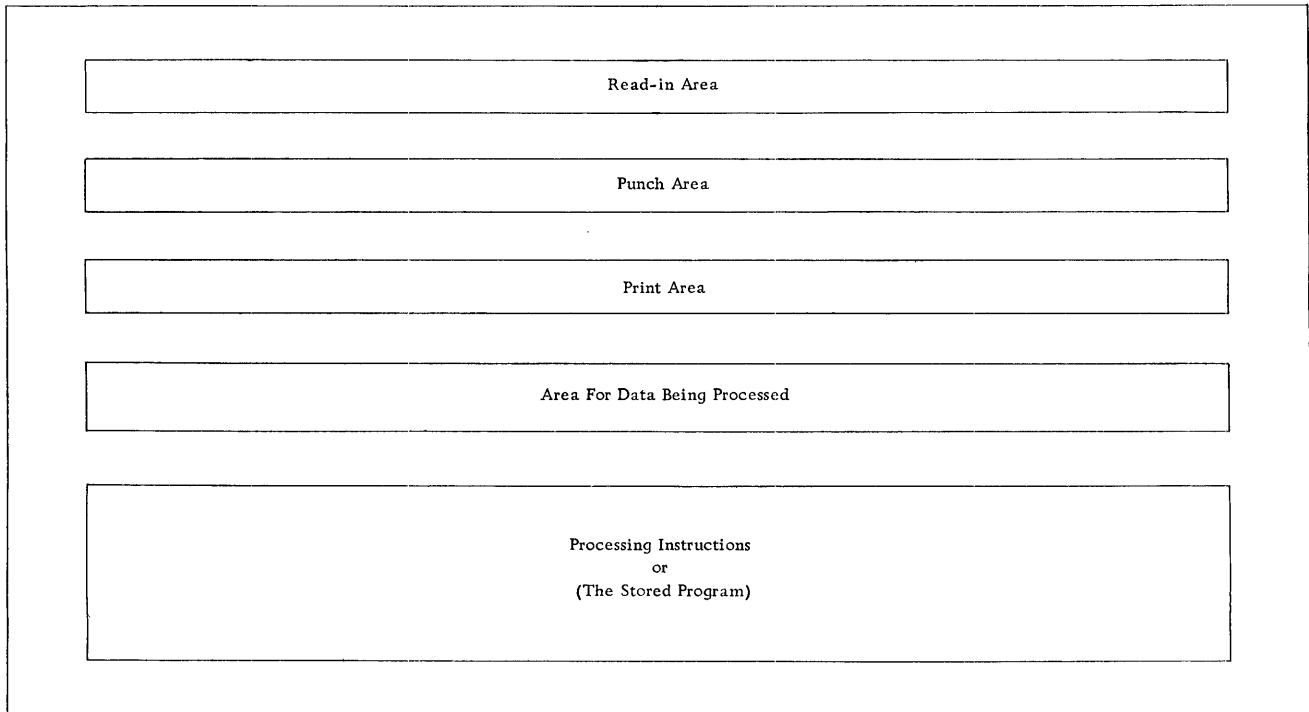 Read-in Area
Punch Area
Print Area
Area For Data Being Processed
Processing Instructions
or
(The Stored Program)